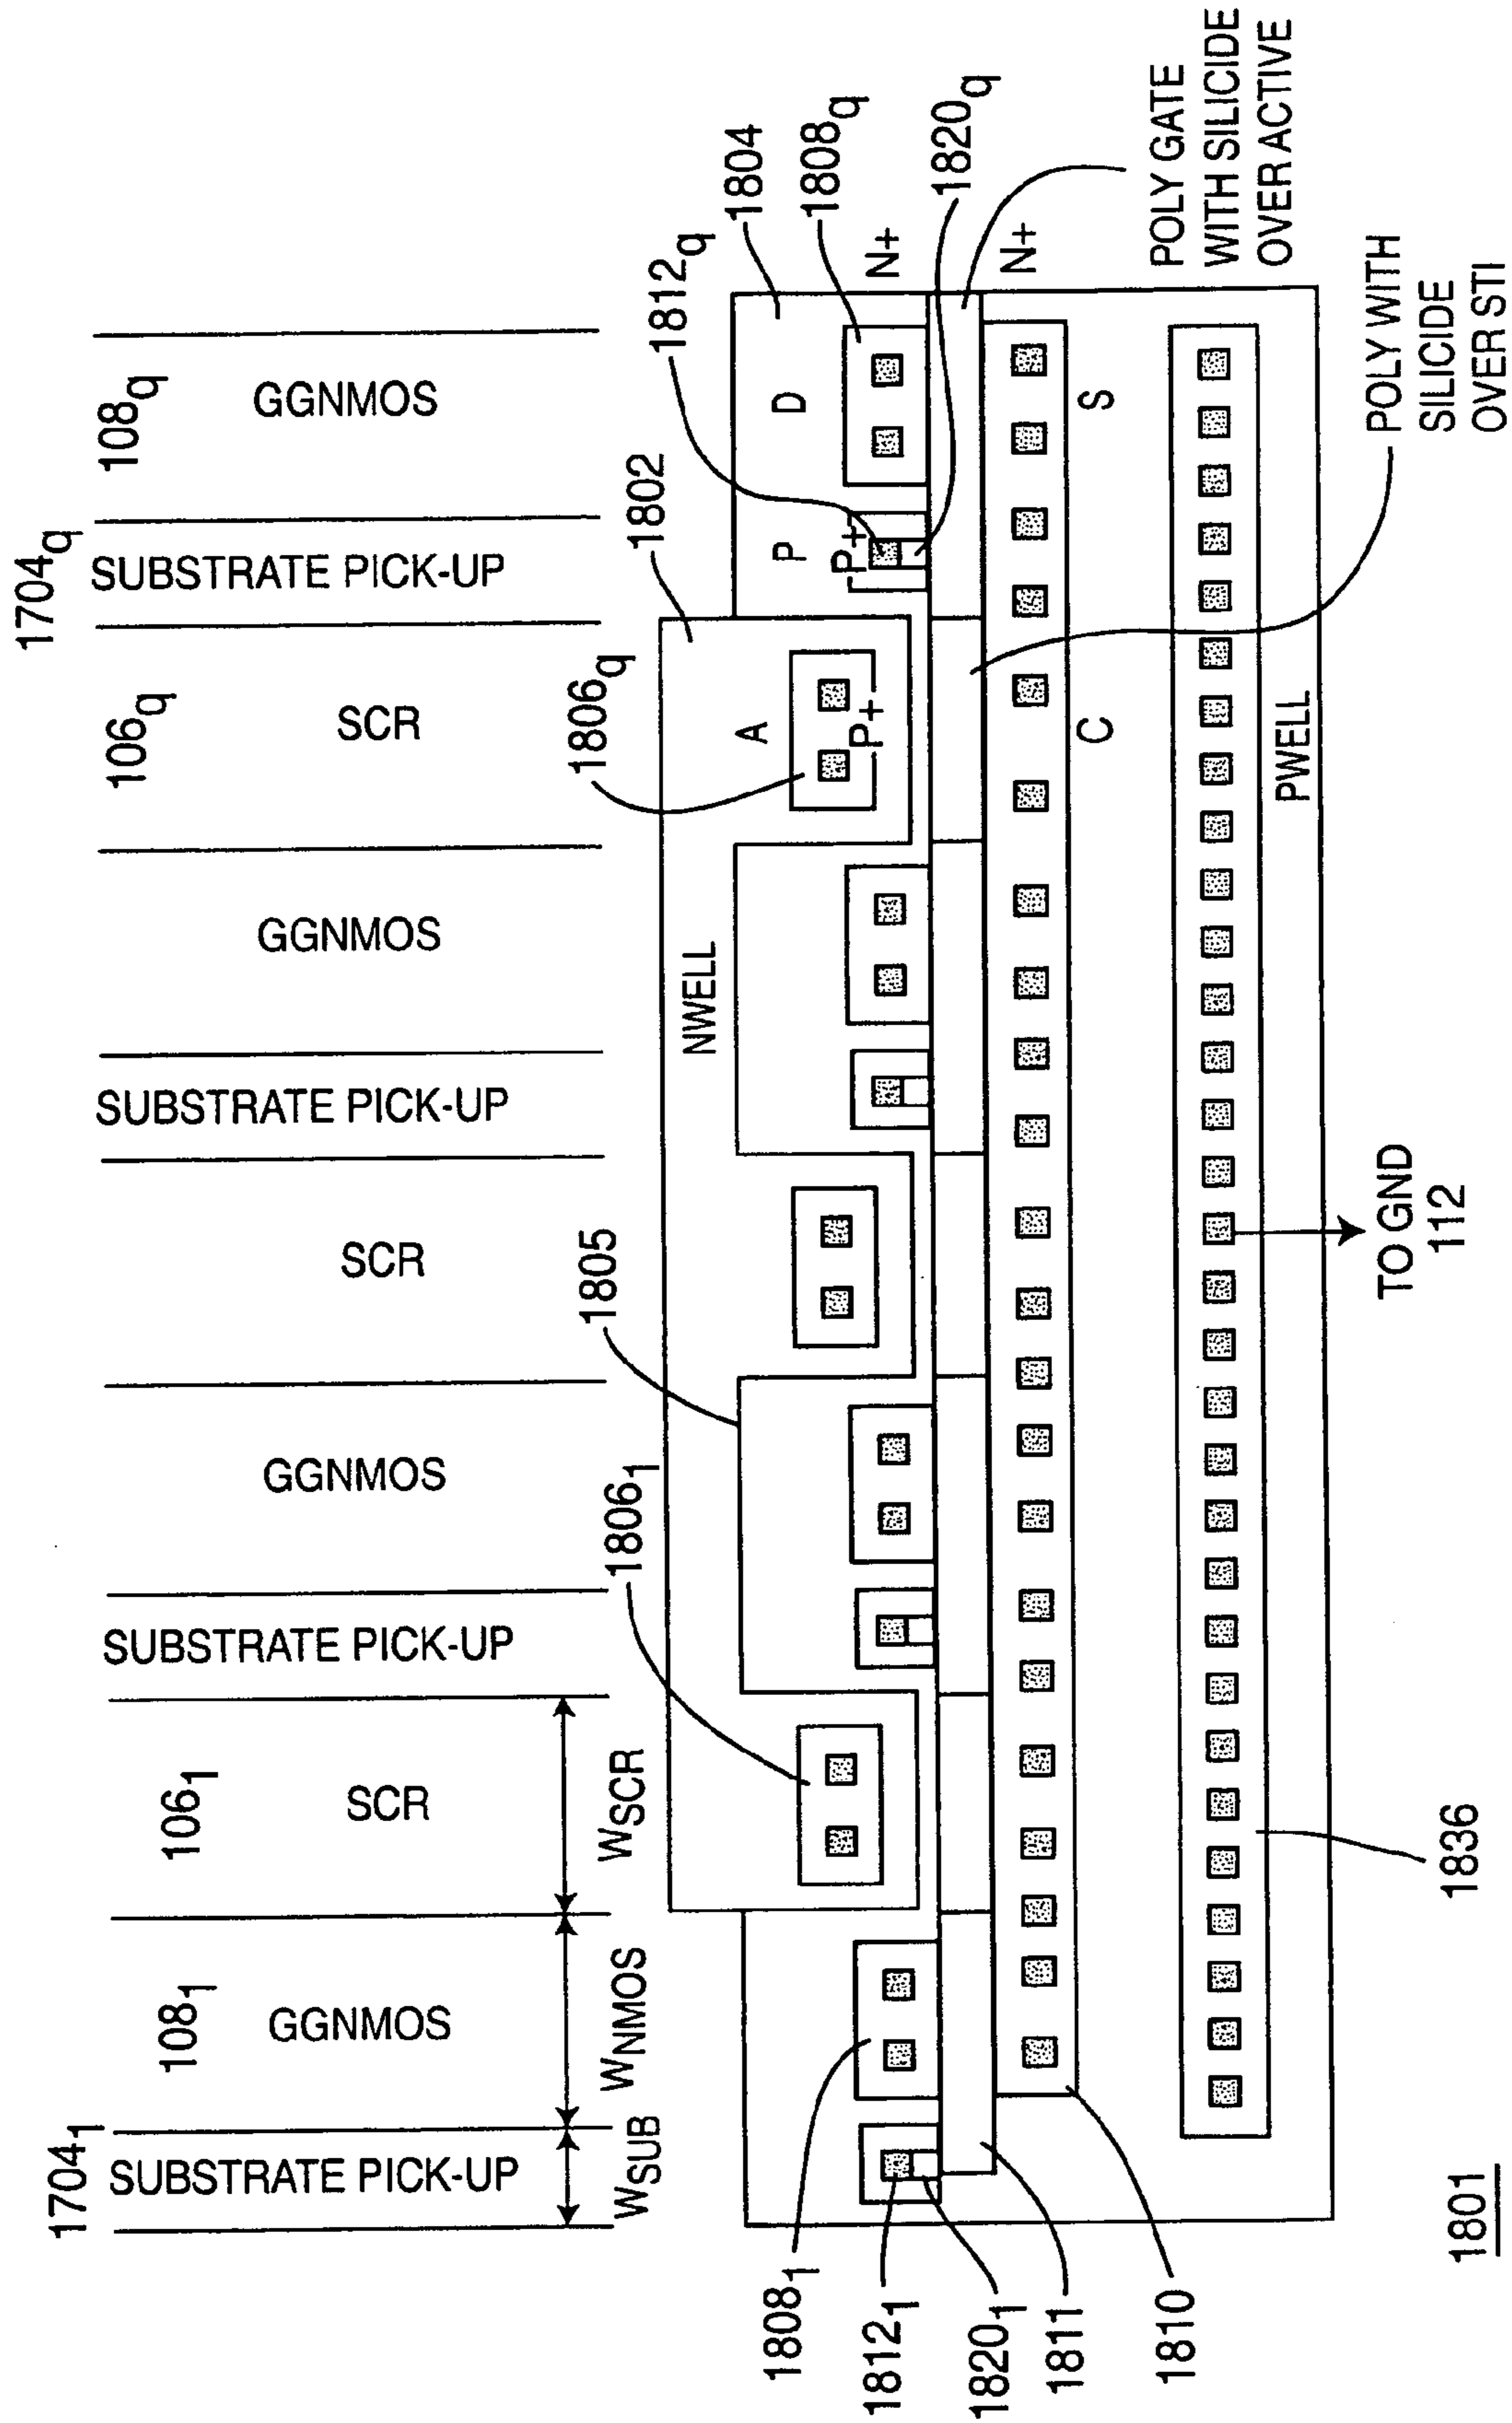 1704₁
108₁
106₁
106q
1704q
108q
SUBSTRATE PICK-UP
GGNMOS
SCR
SUBSTRATE PICK-UP
GGNMOS
SCR
SUBSTRATE PICK-UP
GGNMOS
SCR
SUBSTRATE PICK-UP
GGNMOS
WSUB
WNMOS
WSCR
1806₁
1805
1806q
1802
1812q
1804
1808q
1820q
NWELL
A
P
D
P+
P+
N+
N+
1808₁
1812₁
1820₁
1811
1810
C
S
POLY GATE
WITH SILICIDE
OVER ACTIVE
PWELL
POLY WITH
SILICIDE
OVER STI
TO GND
112
1836
1801